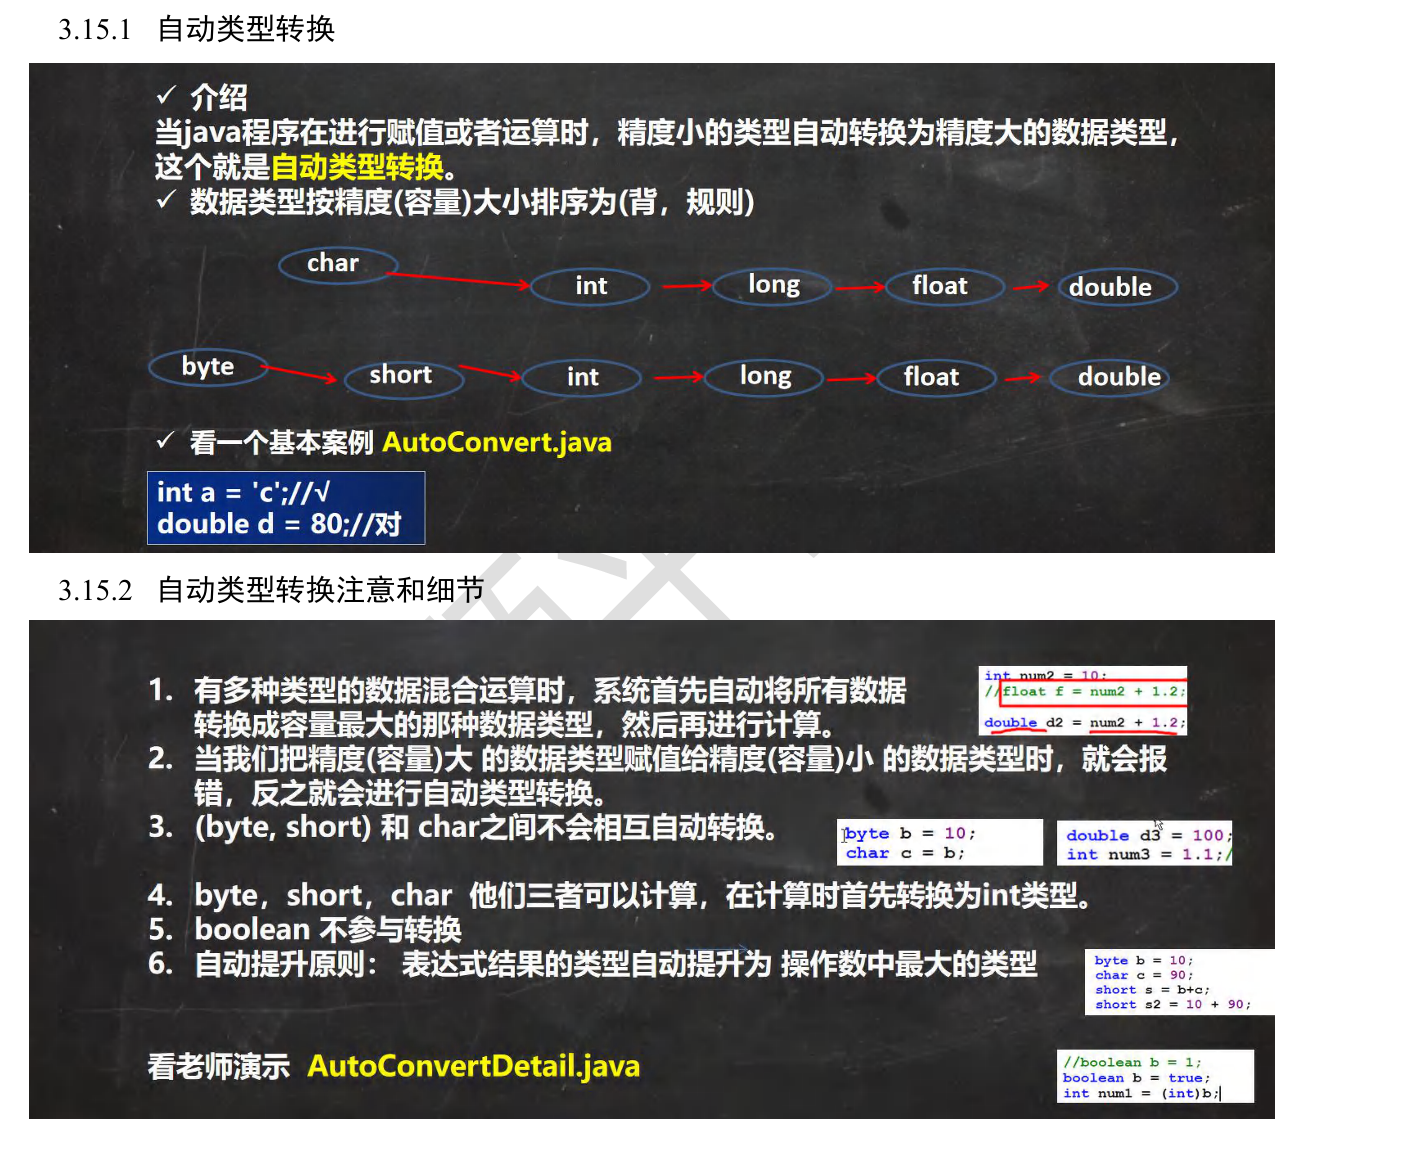 3.15.1 自动类型转换
✓ 介绍
当java程序在进行赋值或者运算时，精度小的类型自动转换为精度大的数据类型，
这个就是自动类型转换。
✓ 数据类型按精度(容量)大小排序为(背，规则)
char
int
long
float
double
byte
short
int
long
float
double
✓ 看一个基本案例 AutoConvert.java
int a = 'c';//√
double d = 80;//对
3.15.2 自动类型转换注意和细节
1. 有多种类型的数据混合运算时，系统首先自动将所有数据
转换成容量最大的那种数据类型，然后再进行计算。
int num2 = 10;
//float f = num2 + 1.2;
double d2 = num2 + 1.2;
2. 当我们把精度(容量)大 的数据类型赋值给精度(容量)小 的数据类型时，就会报
错，反之就会进行自动类型转换。
3. (byte, short) 和 char之间不会相互自动转换。
byte b = 10;
char c = b;
double d3 = 100;
int num3 = 1.1;/
4. byte，short，char 他们三者可以计算，在计算时首先转换为int类型。
5. boolean 不参与转换
6. 自动提升原则： 表达式结果的类型自动提升为 操作数中最大的类型
byte b = 10;
char c = 90;
short s = b+c;
short s2 = 10 + 90;
看老师演示 AutoConvertDetail.java
//boolean b = 1;
boolean b = true;
int num1 = (int)b;